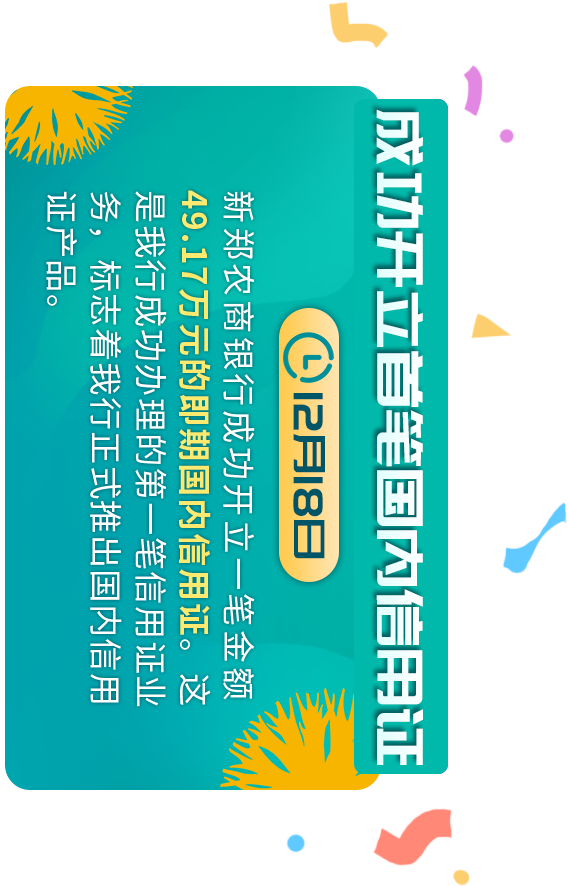 成功开立首笔国内信用证
12月18日
新郑农商银行成功开立一笔金额
49.17万元的即期国内信用证。这
是我行成功办理的第一笔信用证业
务，标志着我行正式推出国内信用
证产品。